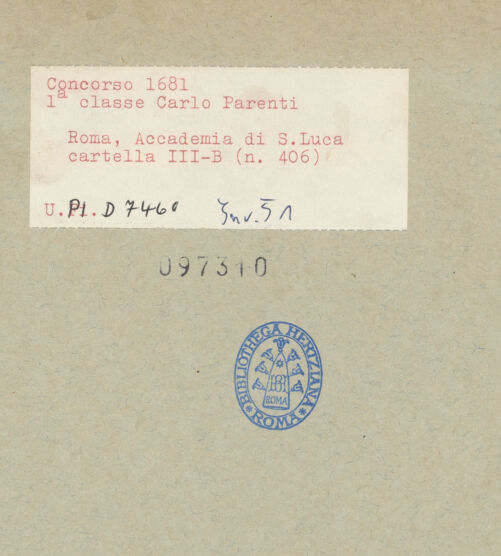 Concorso 1681
1ª classe Carlo Parenti
Roma, Accademia di S.Luca
cartella III-B (n. 406)
U.Pl. D 7460
Inv. 51
097310
BIBLIOTHECA HERTZIANA
ROMA
ROMA